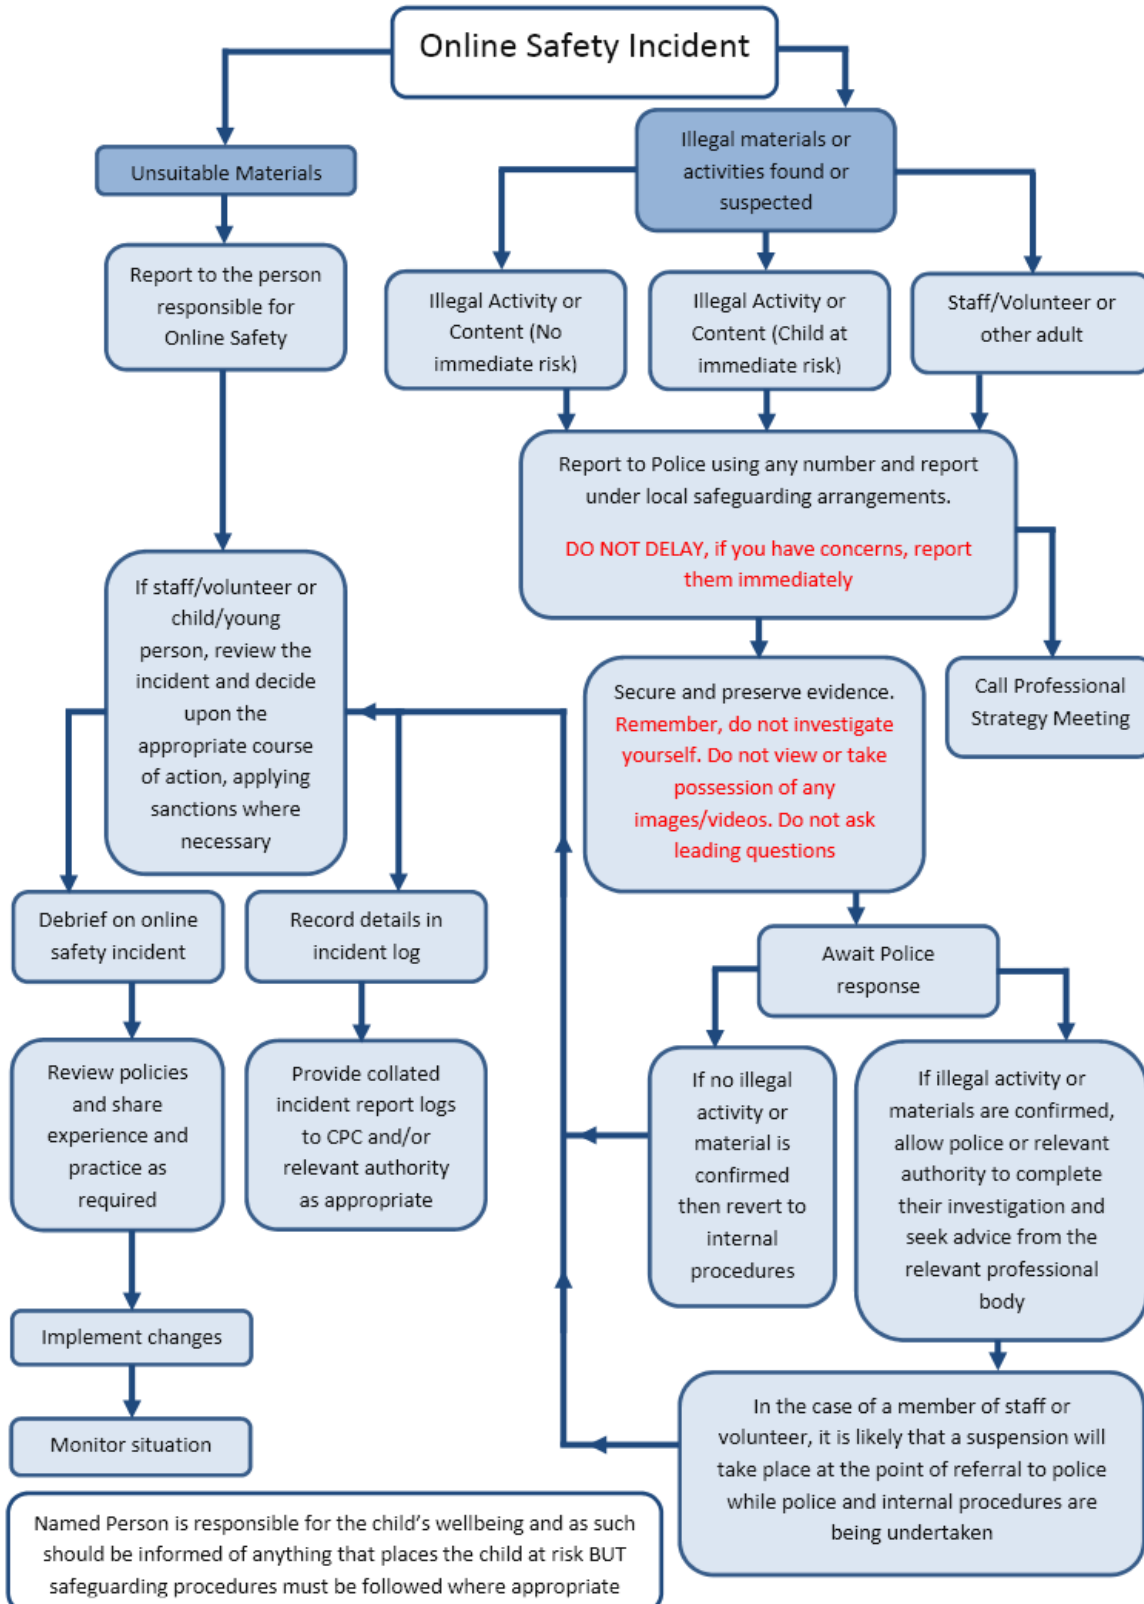 Online Safety Incident
Unsuitable Materials
Illegal materials or
activities found or
suspected
Report to the person
responsible for
Online Safety
Illegal Activity or
Content (No
immediate risk)
Illegal Activity or
Content (Child at
immediate risk)
Staff/Volunteer or
other adult
Report to Police using any number and report
under local safeguarding arrangements.
DO NOT DELAY, if you have concerns, report
them immediately
If staff/volunteer or
child/young
person, review the
incident and decide
upon the
appropriate course
of action, applying
sanctions where
necessary
Secure and preserve evidence.
Remember, do not investigate
yourself. Do not view or take
possession of any
images/videos. Do not ask
leading questions
Call Professional
Strategy Meeting
Debrief on online
safety incident
Record details in
incident log
Await Police
response
Review policies
and share
experience and
practice as
required
Provide collated
incident report logs
to CPC and/or
relevant authority
as appropriate
If no illegal
activity or
material is
confirmed
then revert to
internal
procedures
If illegal activity or
materials are confirmed,
allow police or relevant
authority to complete
their investigation and
seek advice from the
relevant professional
body
Implement changes
Monitor situation
In the case of a member of staff or
volunteer, it is likely that a suspension will
take place at the point of referral to police
while police and internal procedures are
being undertaken
Named Person is responsible for the child's wellbeing and as such
should be informed of anything that places the child at risk BUT
safeguarding procedures must be followed where appropriate